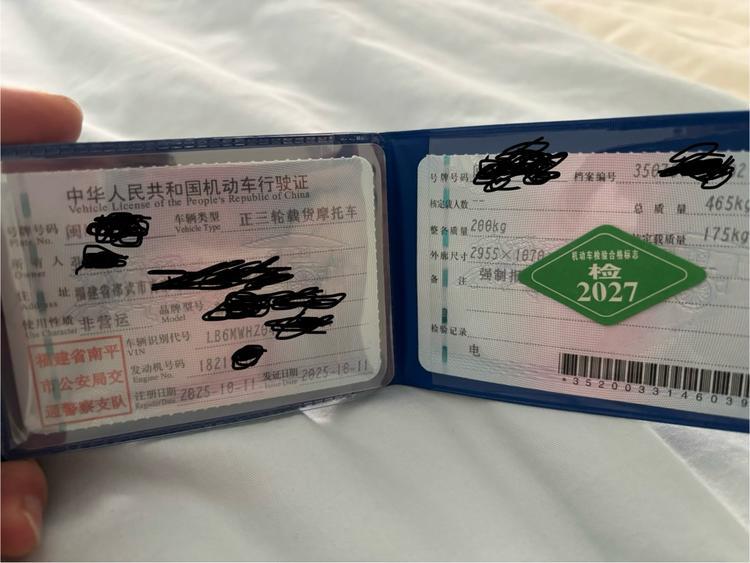 中华人民共和国机动车行驶证
Vehicle License of the People's Republic of China
号牌号码 闽
Plate No.
车辆类型 正三轮载货摩托车
Vehicle Type
所有人
Owner
住址 福建省邵武市
Address
使用性质 非营运
Use Character
品牌型号
Model
车辆识别代号 LB6MWHZ
VIN
发动机号码 1821
Engine No.
注册日期 2025-10-11
Register Date
发证日期 2025-10-11
Issue Date
福建省南平
市公安局交
通警察支队
号牌号码
档案编号 350
核定载人数 --
总质量 465kg
整备质量 200kg
核定载质量 175kg
外廓尺寸 2955×1070
备注 强制报
机动车检验合格标志
检
2027
检验记录
电
*3520033146039